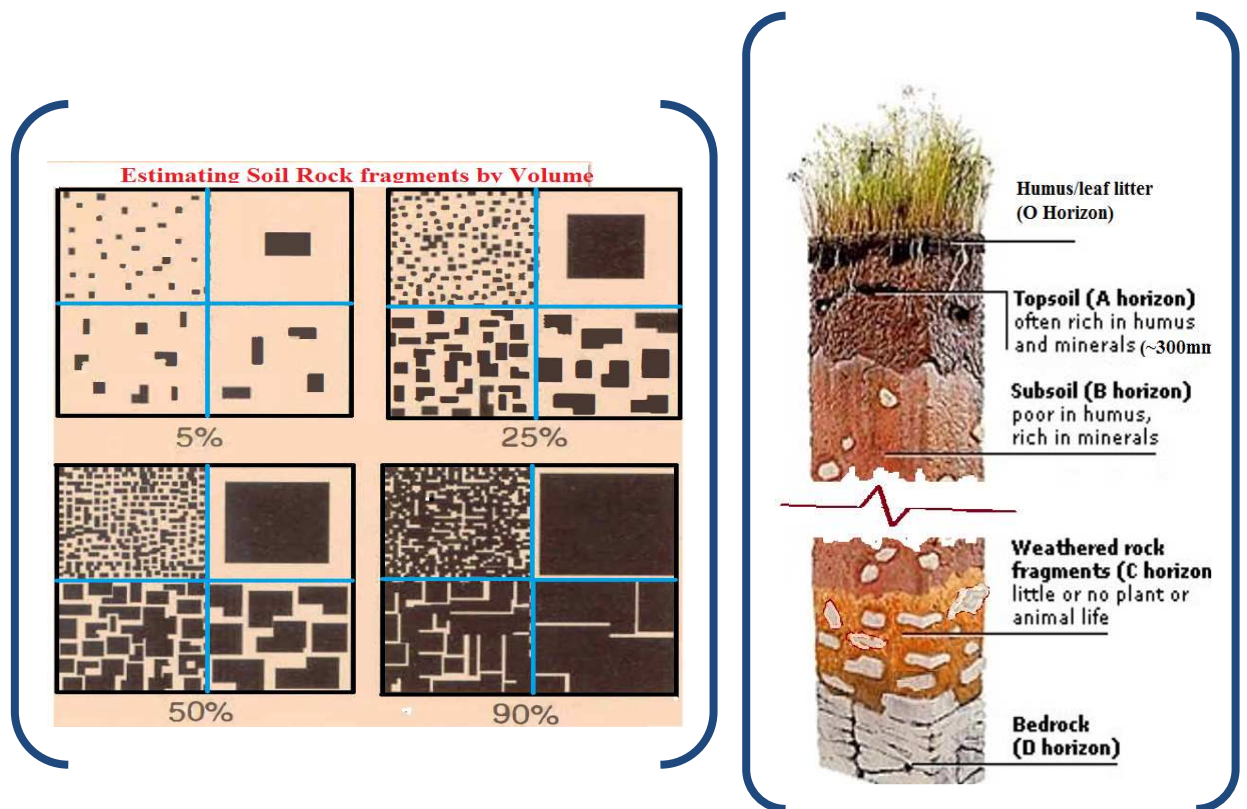 Estimating Soil Rock fragments by Volume
5%
25%
50%
90%
Humus/leaf litter
(O Horizon)
Topsoil (A horizon)
often rich in humus
and minerals (~300mn
Subsoil (B horizon)
poor in humus,
rich in minerals
Weathered rock
fragments (C horizon
little or no plant or
animal life
Bedrock
(D horizon)